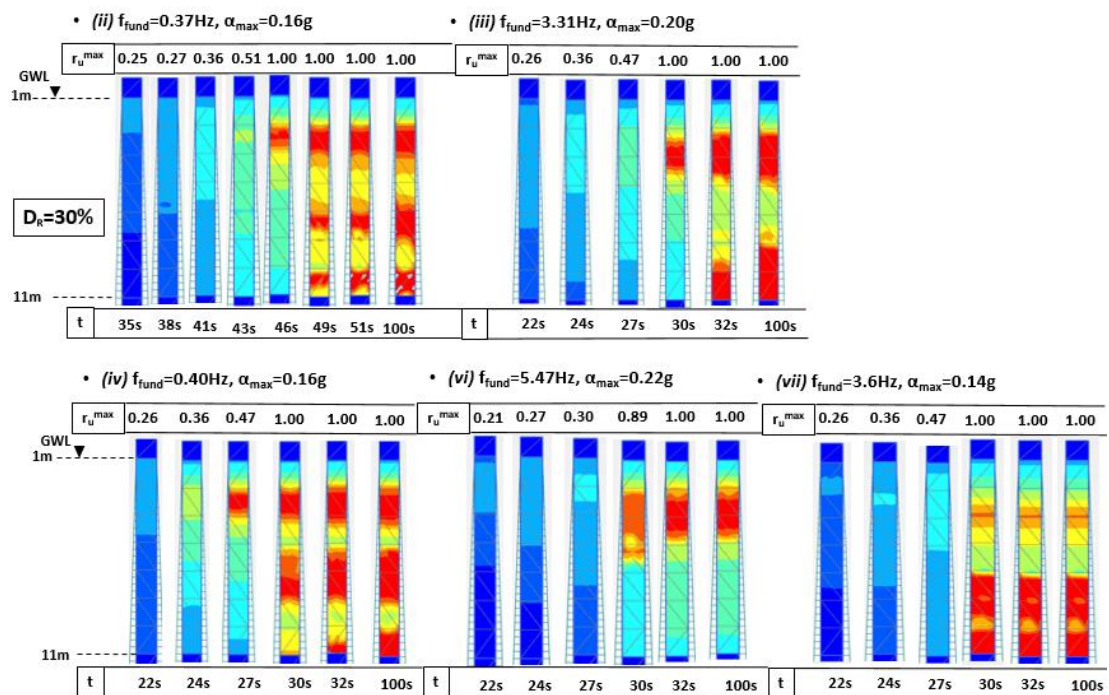 • (ii) f_fund=0.37Hz, α_max=0.16g
r_u^max 0.25 0.27 0.36 0.51 1.00 1.00 1.00 1.00
GWL
1m
D_R=30%
11m
t 35s 38s 41s 43s 46s 49s 51s 100s
• (iii) f_fund=3.31Hz, α_max=0.20g
r_u^max 0.26 0.36 0.47 1.00 1.00 1.00
t 22s 24s 27s 30s 32s 100s
• (iv) f_fund=0.40Hz, α_max=0.16g
r_u^max 0.26 0.36 0.47 1.00 1.00 1.00
GWL
1m
11m
t 22s 24s 27s 30s 32s 100s
• (vi) f_fund=5.47Hz, α_max=0.22g
r_u^max 0.21 0.27 0.30 0.89 1.00 1.00
t 22s 24s 27s 30s 32s 100s
• (vii) f_fund=3.6Hz, α_max=0.14g
r_u^max 0.26 0.36 0.47 1.00 1.00 1.00
t 22s 24s 27s 30s 32s 100s